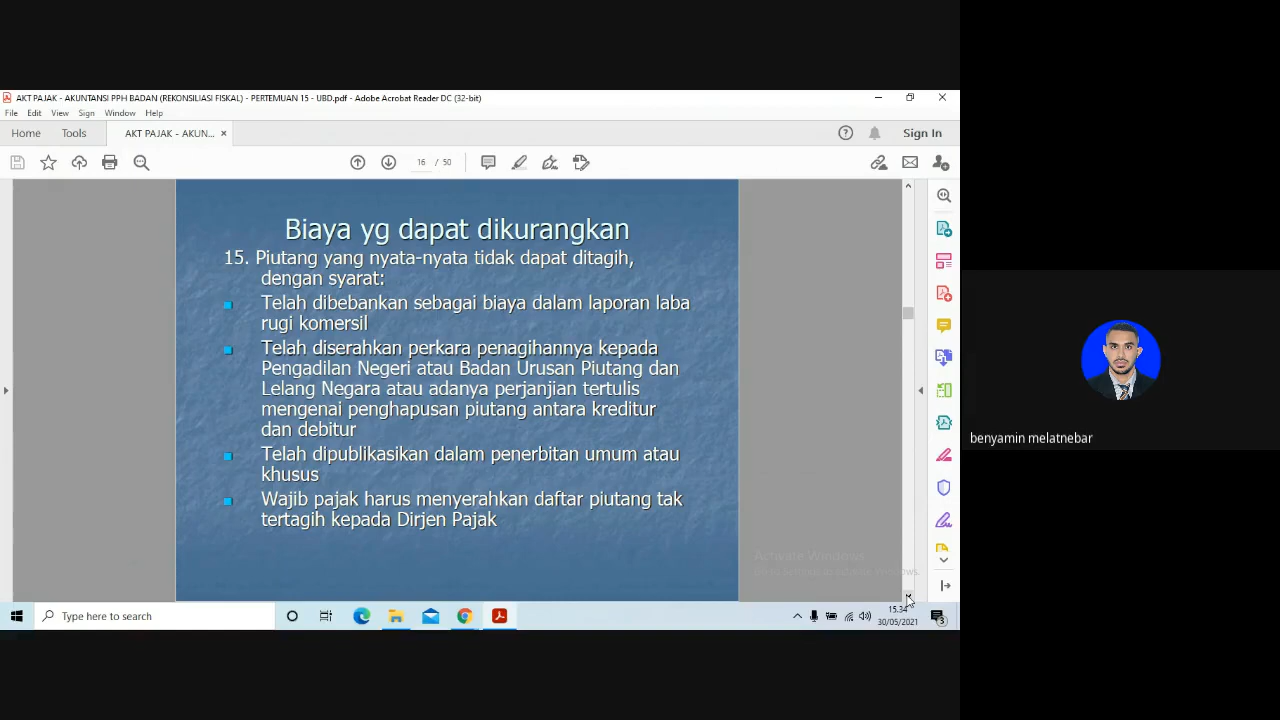 AKT PAJAK - AKUNTANSI PPH BADAN (REKONSILIASI FISKAL) - PERTEMUAN 15 - UBD.pdf - Adobe Acrobat Reader DC (32-bit)
File Edit View Sign Window Help
Home Tools AKT PAJAK - AKUN... Sign In
16 / 50
Biaya yg dapat dikurangkan
15. Piutang yang nyata-nyata tidak dapat ditagih,
dengan syarat:
Telah dibebankan sebagai biaya dalam laporan laba
rugi komersil
Telah diserahkan perkara penagihannya kepada
Pengadilan Negeri atau Badan Urusan Piutang dan
Lelang Negara atau adanya perjanjian tertulis
mengenai penghapusan piutang antara kreditur
dan debitur
Telah dipublikasikan dalam penerbitan umum atau
khusus
Wajib pajak harus menyerahkan daftar piutang tak
tertagih kepada Dirjen Pajak
benyamin melatnebar
Activate Windows
Type here to search
15.34
30/05/2021
3